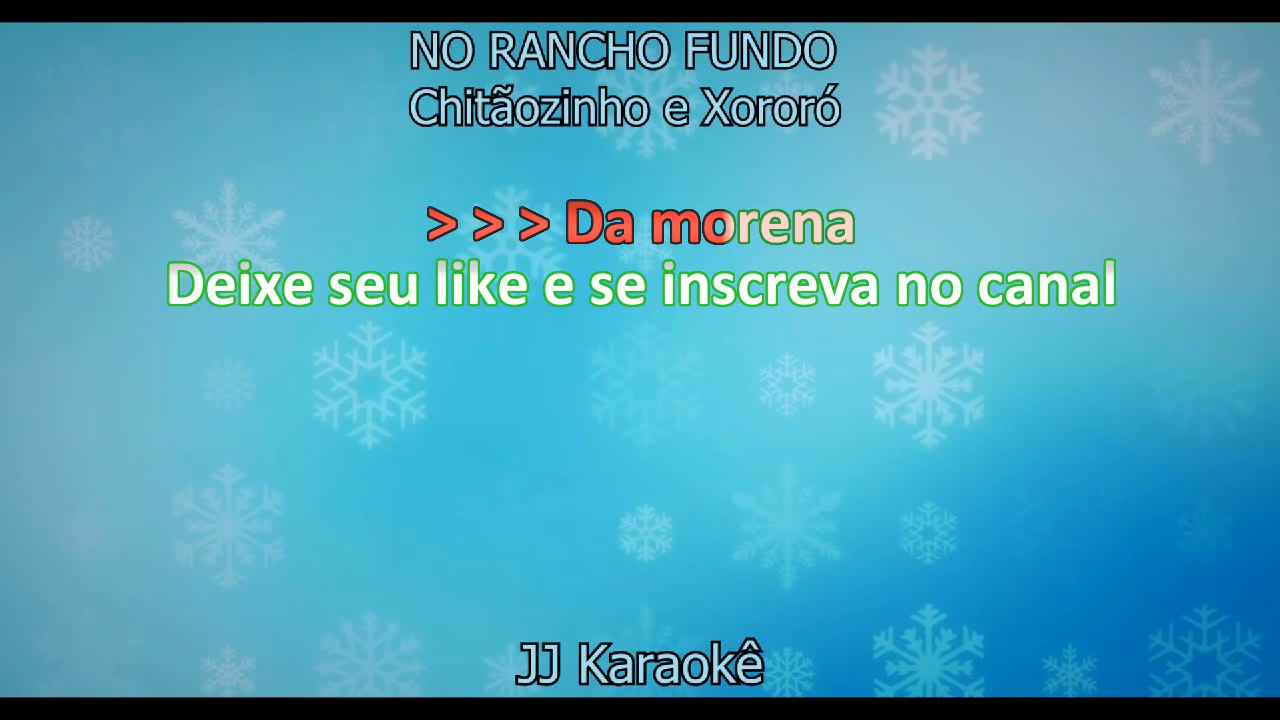 NO RANCHO FUNDO
Chitãozinho e Xororó
> > > Da morena
Deixe seu like e se inscreva no canal
JJ Karaokê